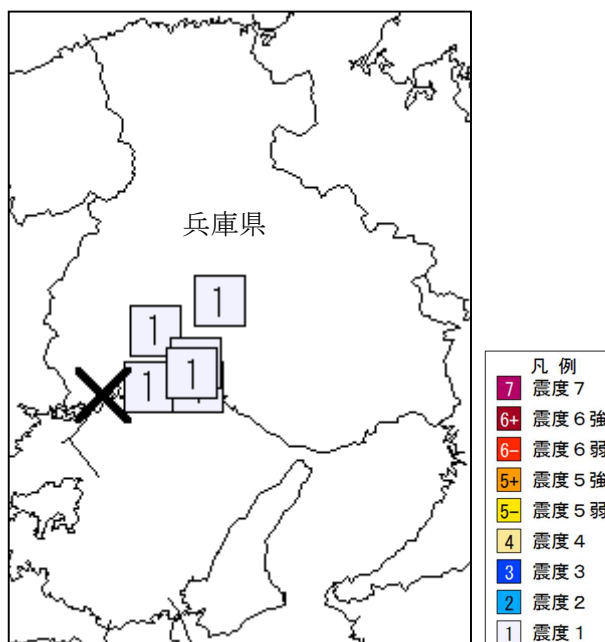 兵庫県
1
1
1
1
凡 例
7 震度７
6+ 震度６強
6- 震度６弱
5+ 震度５強
5- 震度５弱
4 震度４
3 震度３
2 震度２
1 震度１